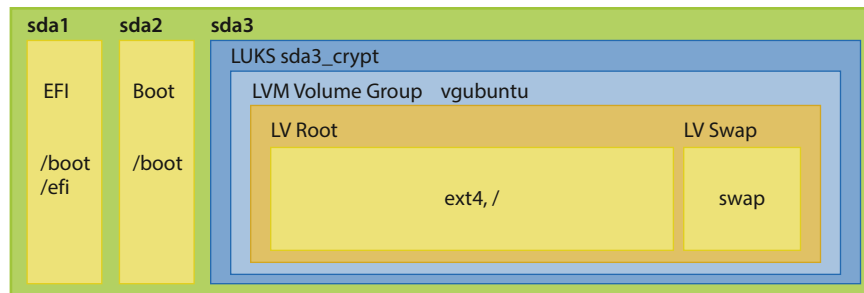 sda1 sda2 sda3
LUKS sda3_crypt
EFI Boot LVM Volume Group vgubuntu
LV Root LV Swap
/boot
/efi
/boot
ext4, /
swap